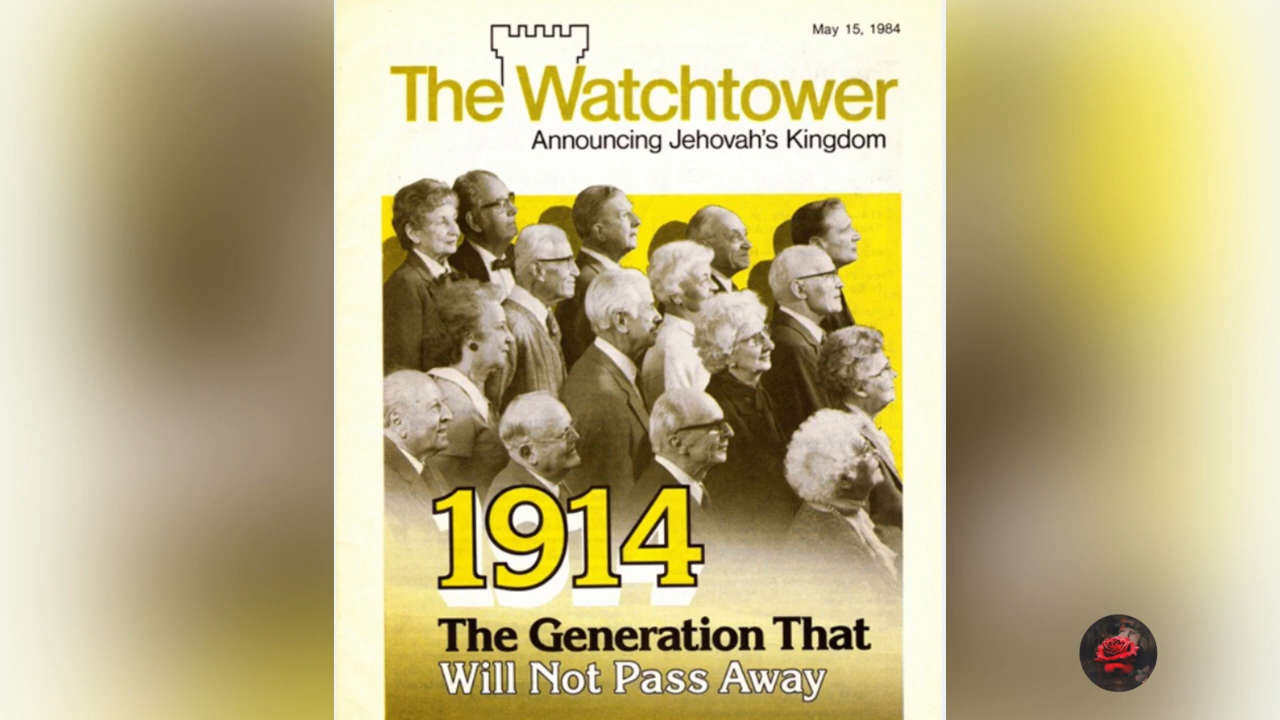 May 15, 1984
The Watchtower
Announcing Jehovah's Kingdom
1914
The Generation That
Will Not Pass Away